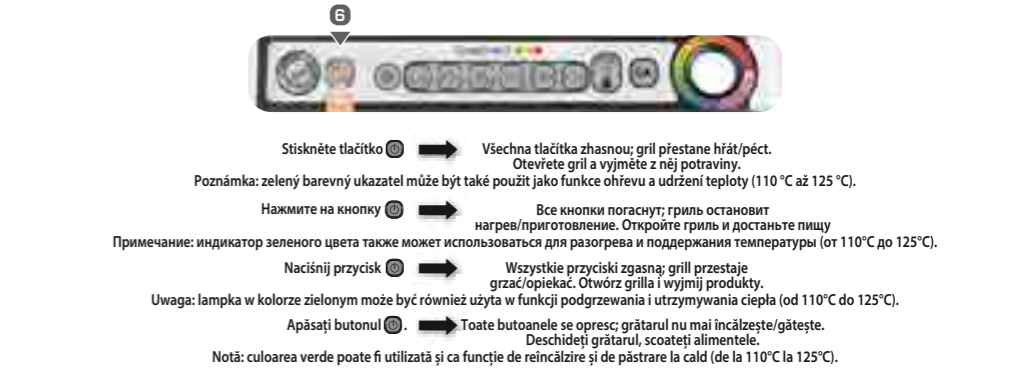 6
OK
Stiskněte tlačítko Všechna tlačítka zhasnou; gril přestane hřát/péct.
Otevřete gril a vyjměte z něj potraviny.
Poznámka: zelený barevný ukazatel může být také použit jako funkce ohřevu a udržení teploty (110 °C až 125 °C).
Нажмите на кнопку Все кнопки погаснут; гриль остановит
нагрев/приготовление. Откройте гриль и достаньте пищу
Примечание: индикатор зеленого цвета также может использоваться для разогрева и поддержания температуры (от 110°C до 125°C).
Naciśnij przycisk Wszystkie przyciski zgasną; grill przestaje
grzać/opiekać. Otwórz grilla i wyjmij produkty.
Uwaga: lampka w kolorze zielonym może być również użyta w funkcji podgrzewania i utrzymywania ciepła (od 110°C do 125°C).
Apăsați butonul . Toate butoanele se opresc; grătarul nu mai încălzește/gătește.
Deschideți grătarul, scoateți alimentele.
Notă: culoarea verde poate fi utilizată și ca funcție de reîncălzire și de păstrare la cald (de la 110°C la 125°C).